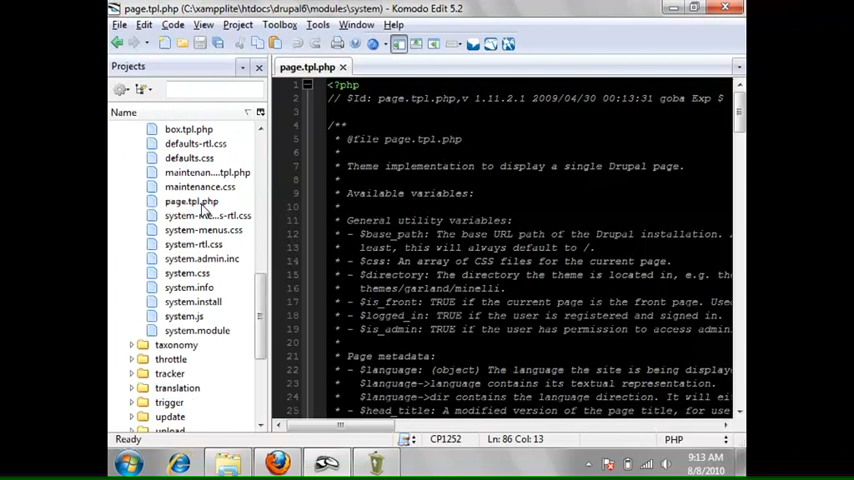 page.tpl.php (C:\xampplite\htdocs\drupal6\modules\system) - Komodo Edit 5.2
File Edit Code View Project Toolbox Tools Window Help
Projects
page.tpl.php
Name
box.tpl.php
defaults-rtl.css
defaults.css
maintenan....tpl.php
maintenance.css
page.tpl.php
system-me...s-rtl.css
system-menus.css
system-rtl.css
system.admin.inc
system.css
system.info
system.install
system.js
system.module
taxonomy
throttle
tracker
translation
trigger
update
upload
1 <?php
2 // $Id: page.tpl.php,v 1.11.2.1 2009/04/30 00:13:31 goba Exp $
3
4 /**
5 * @file page.tpl.php
6 *
7 * Theme implementation to display a single Drupal page.
8 *
9 * Available variables:
10 *
11 * General utility variables:
12 * - $base_path: The base URL path of the Drupal installation.
13 * least, this will always default to /.
14 * - $css: An array of CSS files for the current page.
15 * - $directory: The directory the theme is located in, e.g. the
16 * themes/garland/minelli.
17 * - $is_front: TRUE if the current page is the front page. Used
18 * - $logged_in: TRUE if the user is registered and signed in.
19 * - $is_admin: TRUE if the user has permission to access admin
20 *
21 * Page metadata:
22 * - $language: (object) The language the site is being display
23 * $language->language contains its textual representation.
24 * $language->dir contains the language direction. It will ei
25 * - $head_title: A modified version of the page title, for use
Ready
CP1252
Ln: 86 Col: 13
PHP
9:13 AM
8/8/2010